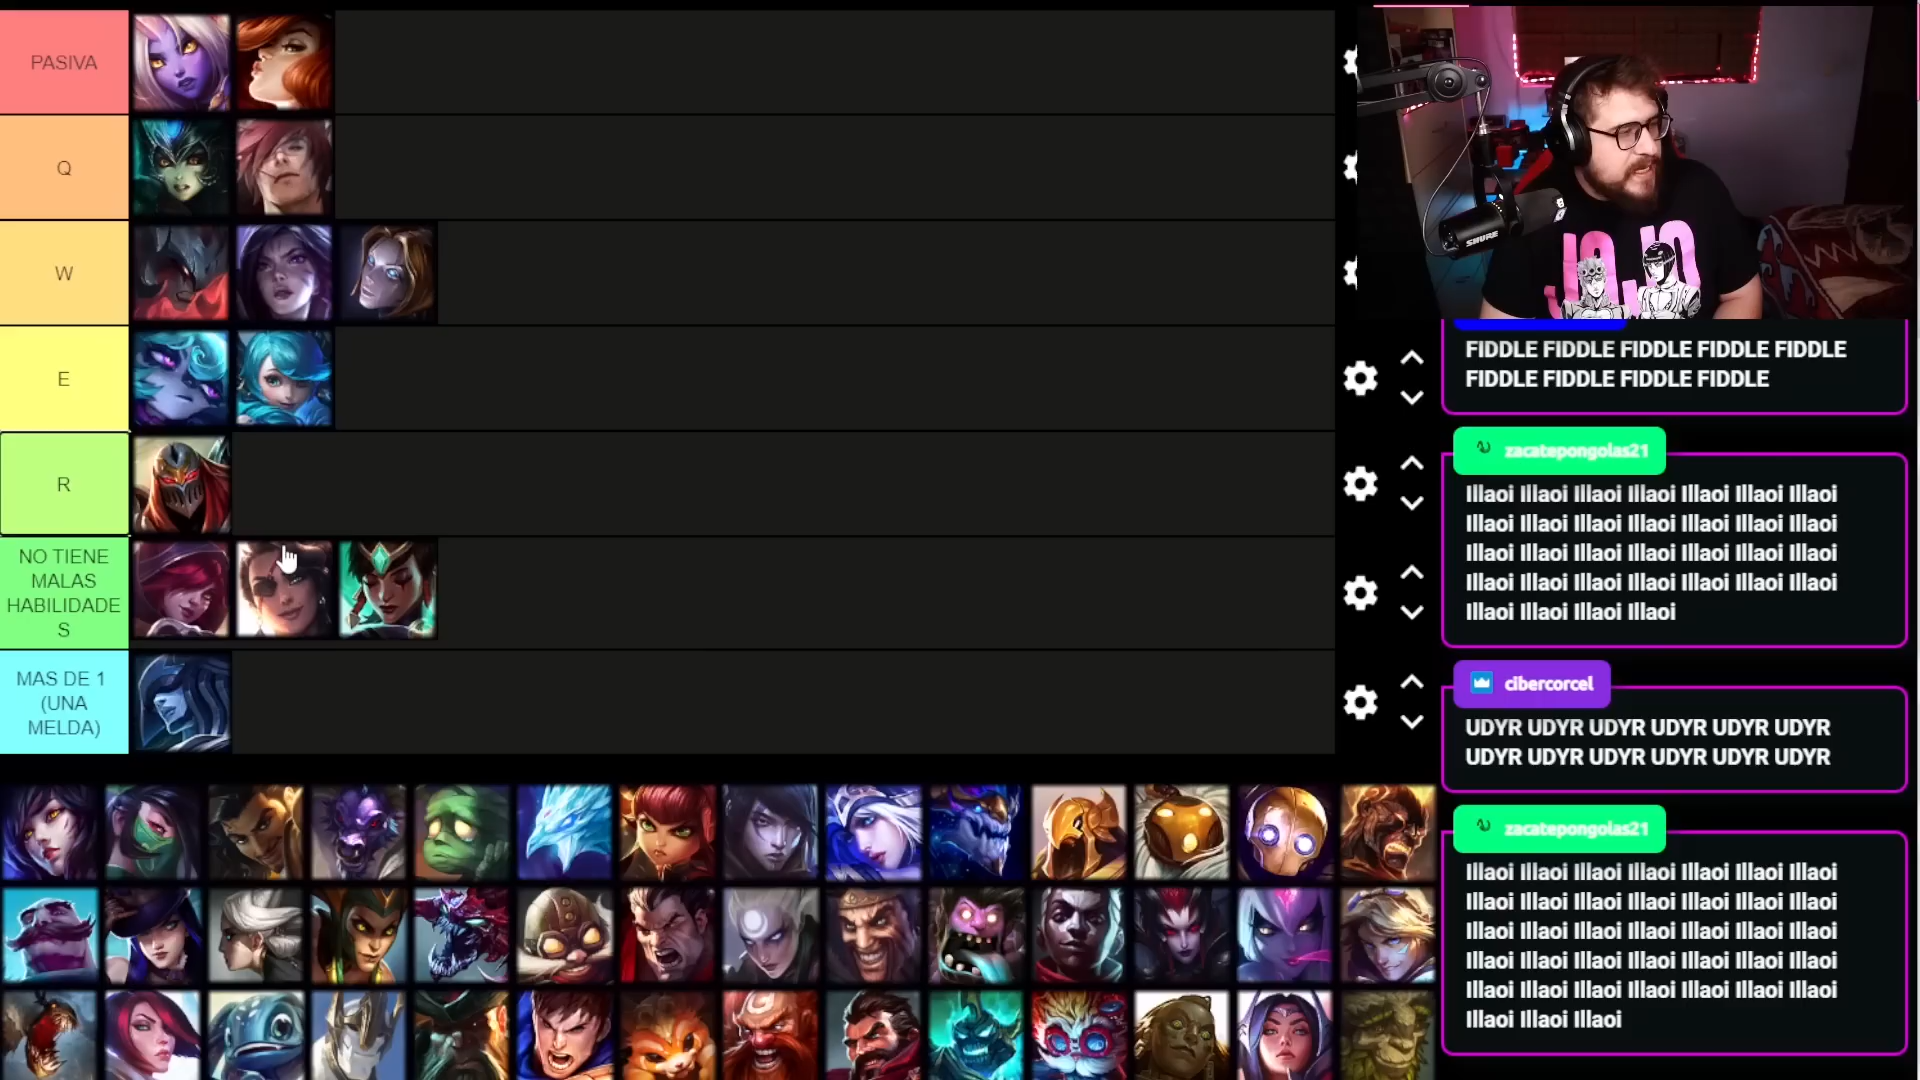 PASIVA
Q
W
E
R
NO TIENE
MALAS
HABILIDADE
S
MAS DE 1
(UNA
MELDA)
SHURE
JOJO
FIDDLE FIDDLE FIDDLE FIDDLE FIDDLE
FIDDLE FIDDLE FIDDLE FIDDLE
zacatepongolas21
Illaoi Illaoi Illaoi Illaoi Illaoi Illaoi Illaoi
Illaoi Illaoi Illaoi Illaoi Illaoi Illaoi Illaoi
Illaoi Illaoi Illaoi Illaoi Illaoi Illaoi Illaoi
Illaoi Illaoi Illaoi Illaoi Illaoi Illaoi Illaoi
Illaoi Illaoi Illaoi Illaoi
cibercorcel
UDYR UDYR UDYR UDYR UDYR UDYR
UDYR UDYR UDYR UDYR UDYR UDYR
zacatepongolas21
Illaoi Illaoi Illaoi Illaoi Illaoi Illaoi Illaoi
Illaoi Illaoi Illaoi Illaoi Illaoi Illaoi Illaoi
Illaoi Illaoi Illaoi Illaoi Illaoi Illaoi Illaoi
Illaoi Illaoi Illaoi Illaoi Illaoi Illaoi Illaoi
Illaoi Illaoi Illaoi Illaoi Illaoi Illaoi Illaoi
Illaoi Illaoi Illaoi